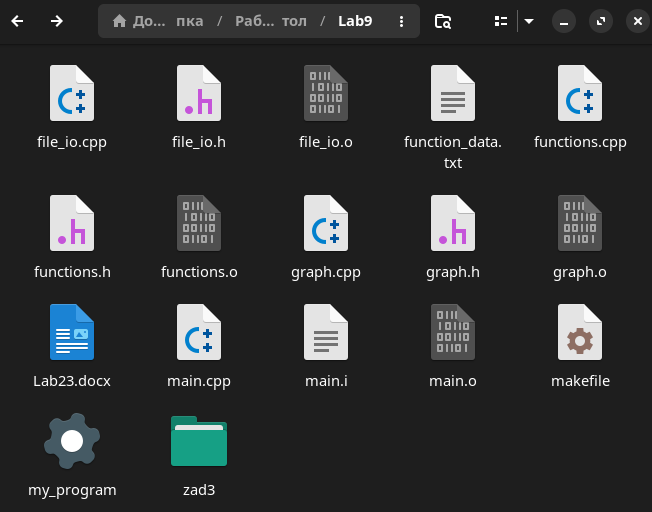 До... пка / Раб... тол / Lab9
file_io.cpp
file_io.h
file_io.o
function_data.
txt
functions.cpp
functions.h
functions.o
graph.cpp
graph.h
graph.o
Lab23.docx
main.cpp
main.i
main.o
makefile
my_program
zad3